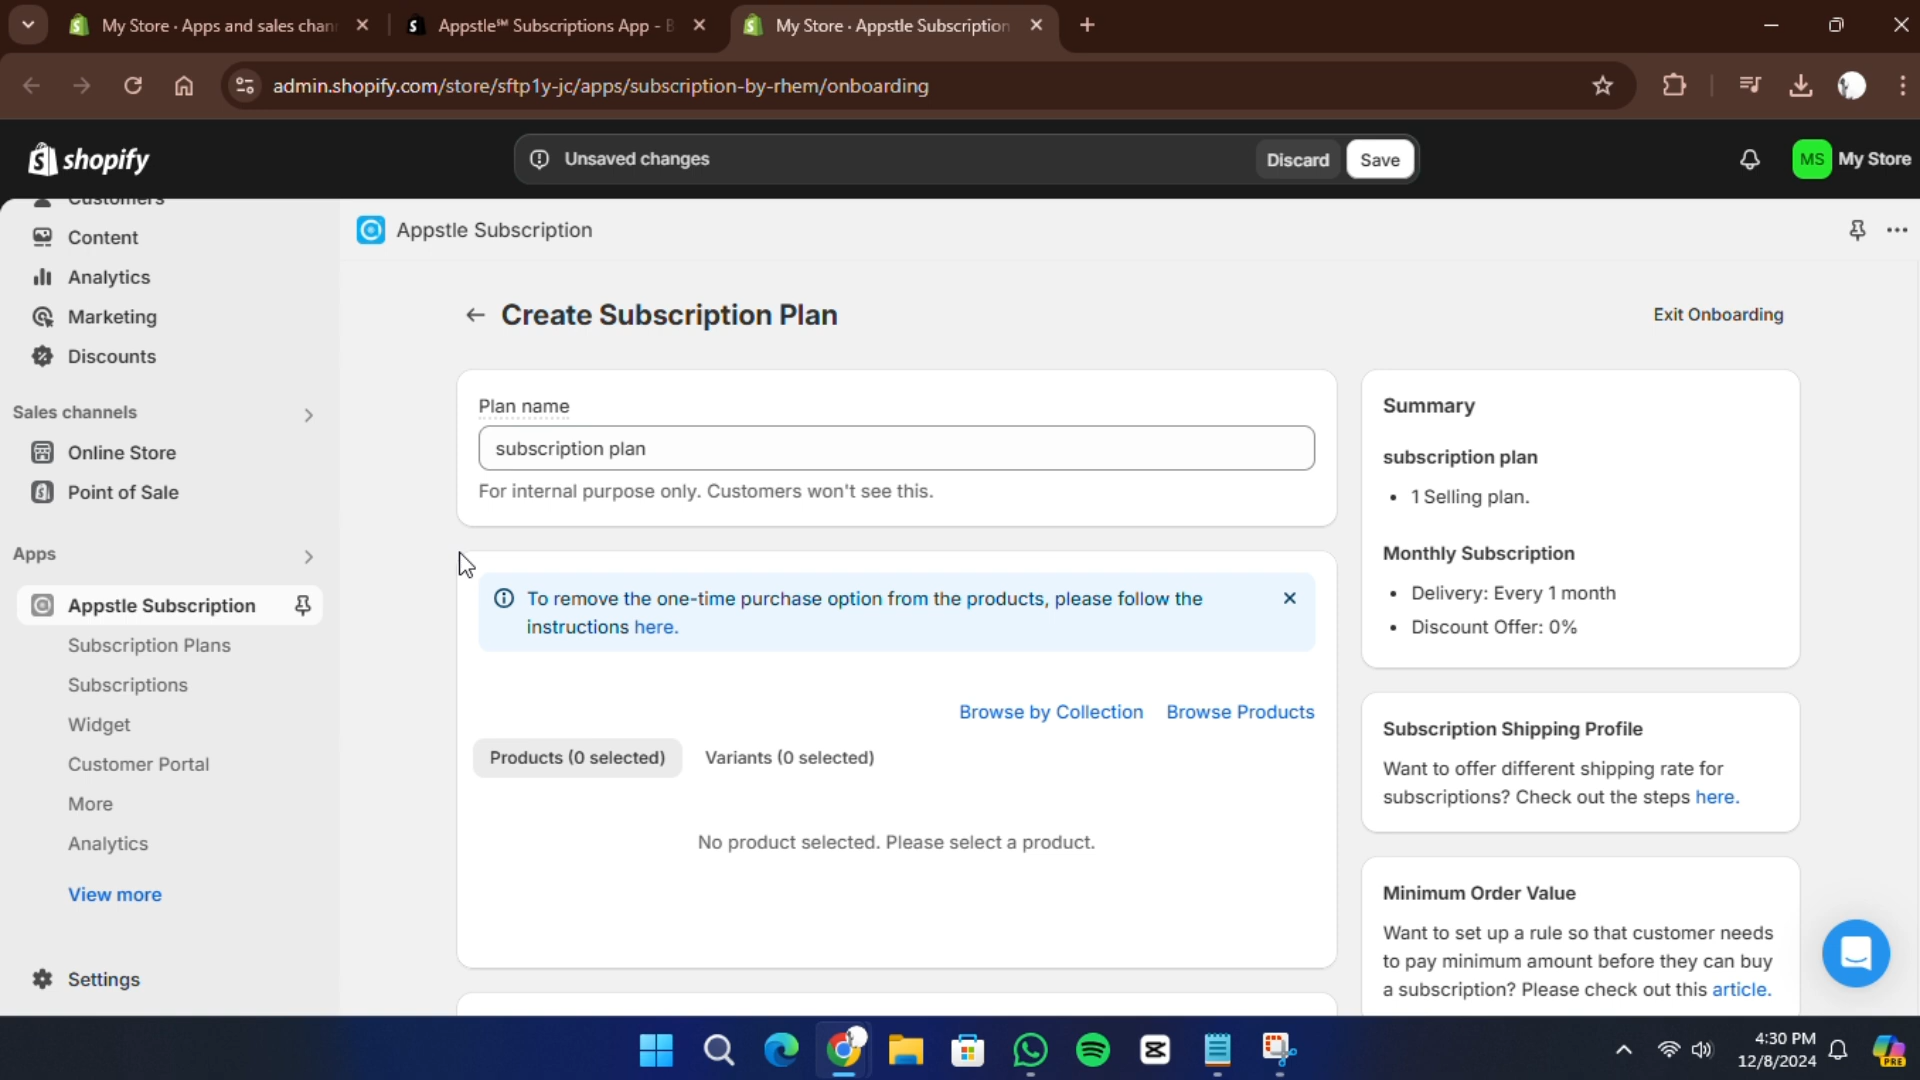 My Store · Apps and sales chan
Appstle℠ Subscriptions App - B
My Store · Appstle Subscription
admin.shopify.com/store/sftp1y-jc/apps/subscription-by-rhem/onboarding
shopify
Unsaved changes
Discard
Save
MS
My Store
Customers
Content
Analytics
Marketing
Discounts
Sales channels
Online Store
Point of Sale
Apps
Appstle Subscription
Subscription Plans
Subscriptions
Widget
Customer Portal
More
Analytics
View more
Settings
Appstle Subscription
Create Subscription Plan
Exit Onboarding
Plan name
subscription plan
For internal purpose only. Customers won't see this.
To remove the one-time purchase option from the products, please follow the
instructions here.
Browse by Collection
Browse Products
Products (0 selected)
Variants (0 selected)
No product selected. Please select a product.
Summary
subscription plan
• 1 Selling plan.
Monthly Subscription
• Delivery: Every 1 month
• Discount Offer: 0%
Subscription Shipping Profile
Want to offer different shipping rate for
subscriptions? Check out the steps here.
Minimum Order Value
Want to set up a rule so that customer needs
to pay minimum amount before they can buy
a subscription? Please check out this article.
4:30 PM
12/8/2024
PRE